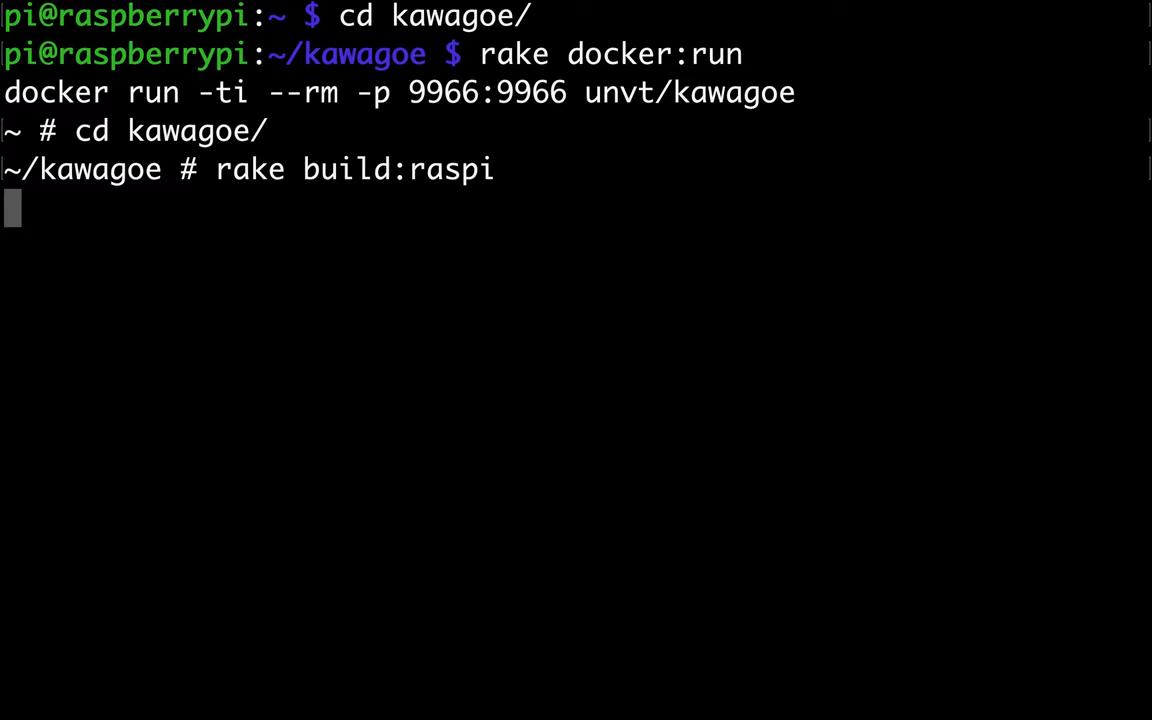 pi@raspberrypi:~ $ cd kawagoe/
pi@raspberrypi:~/kawagoe $ rake docker:run
docker run -ti --rm -p 9966:9966 unvt/kawagoe
~ # cd kawagoe/
~/kawagoe # rake build:raspi